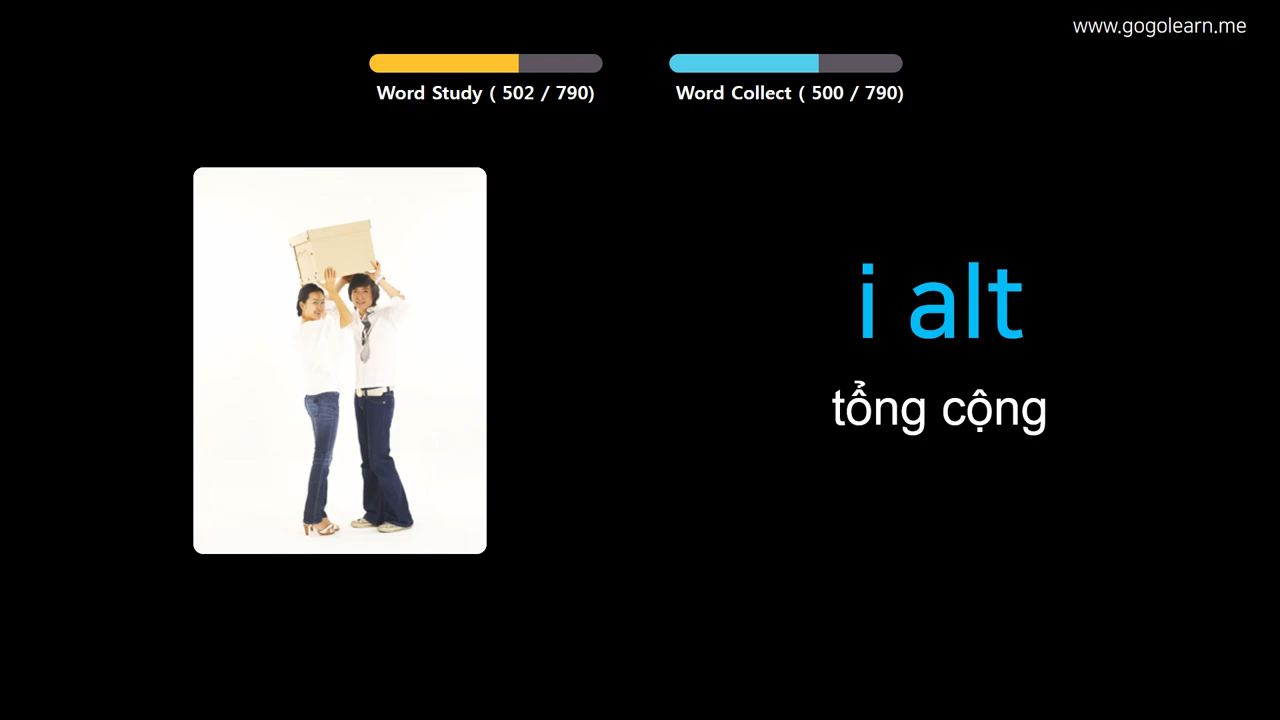 www.gogolearn.me
Word Study ( 502 / 790)
Word Collect ( 500 / 790)
i alt
tổng cộng